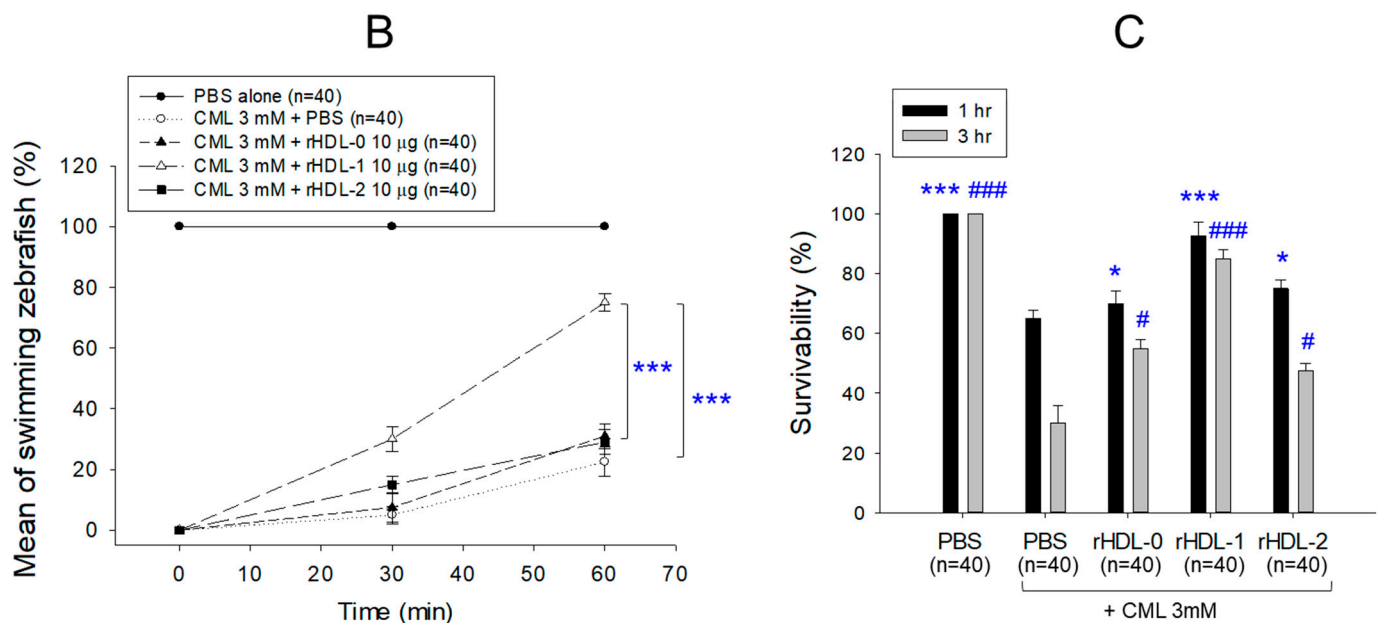 B
PBS alone (n=40)
CML 3 mM + PBS (n=40)
CML 3 mM + rHDL-0 10 μg (n=40)
CML 3 mM + rHDL-1 10 μg (n=40)
CML 3 mM + rHDL-2 10 μg (n=40)
Mean of swimming zebrafish (%)
120
100
80
60
40
20
0
***
***
0 10 20 30 40 50 60 70
Time (min)
C
1 hr
3 hr
Survivability (%)
120
100
80
60
40
20
0
*** ###
* #
*** ###
* #
PBS PBS rHDL-0 rHDL-1 rHDL-2
(n=40) (n=40) (n=40) (n=40) (n=40)
+ CML 3mM